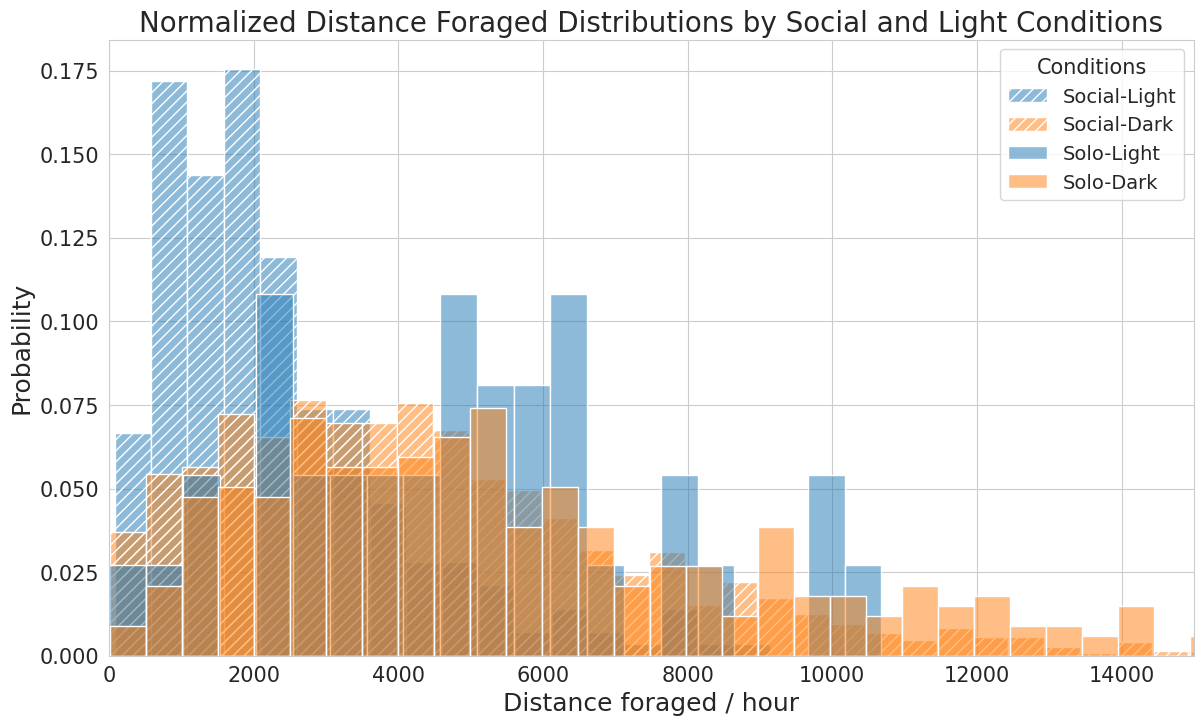 Normalized Distance Foraged Distributions by Social and Light Conditions
Conditions
Social-Light
Social-Dark
Solo-Light
Solo-Dark
Probability
0.175
0.150
0.125
0.100
0.075
0.050
0.025
0.000
0 2000 4000 6000 8000 10000 12000 14000
Distance foraged / hour